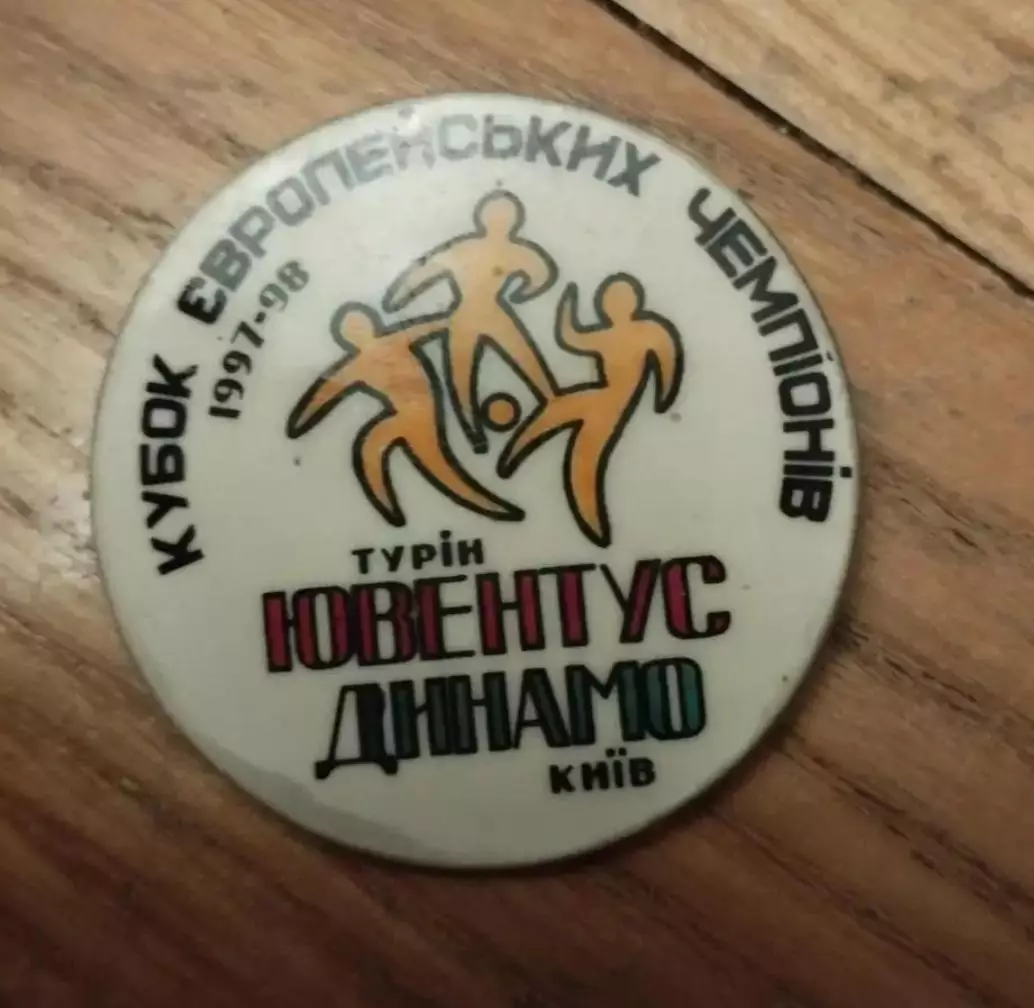 КУБОК ЄВРОПЕЙСЬКИХ ЧЕМПІОНІВ
1997-98
ТУРІН
ЮВЕНТУС
ДИНАМО
КИЇВ